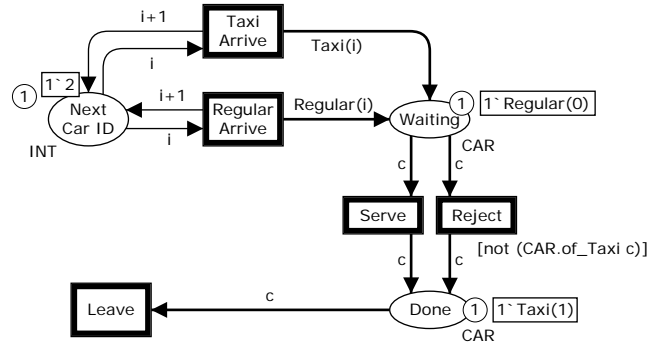 i+1
Taxi
Arrive
Taxi(i)
i
1`2
1
i+1
Next
Car ID
Regular
Arrive
Regular(i)
i
INT
Waiting
1
1`Regular(0)
CAR
c
c
Serve
Reject
[not (CAR.of_Taxi c)]
c
c
Leave
c
Done
1
1`Taxi(1)
CAR